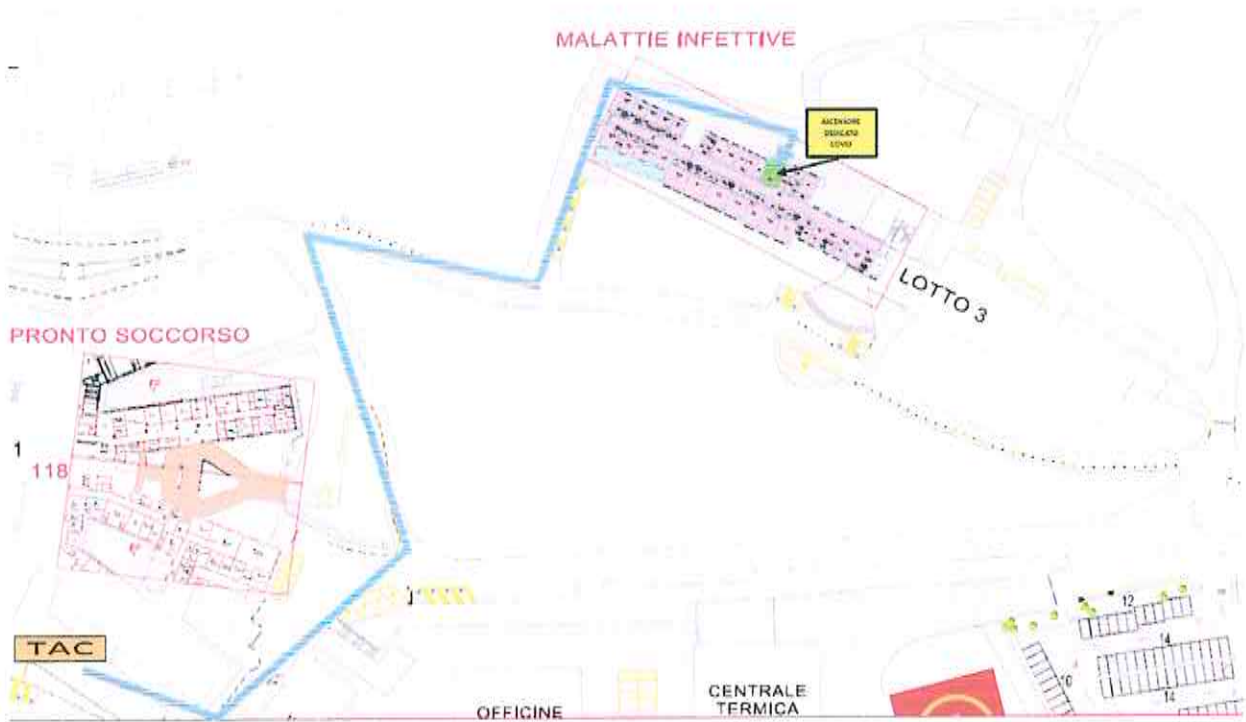 MALATTIE INFETTIVE
ASCENSORE
DEDICATO
COVID
LOTTO 3
PRONTO SOCCORSO
1
118
TAC
12
14
10
14
OFFICINE
CENTRALE
TERMICA